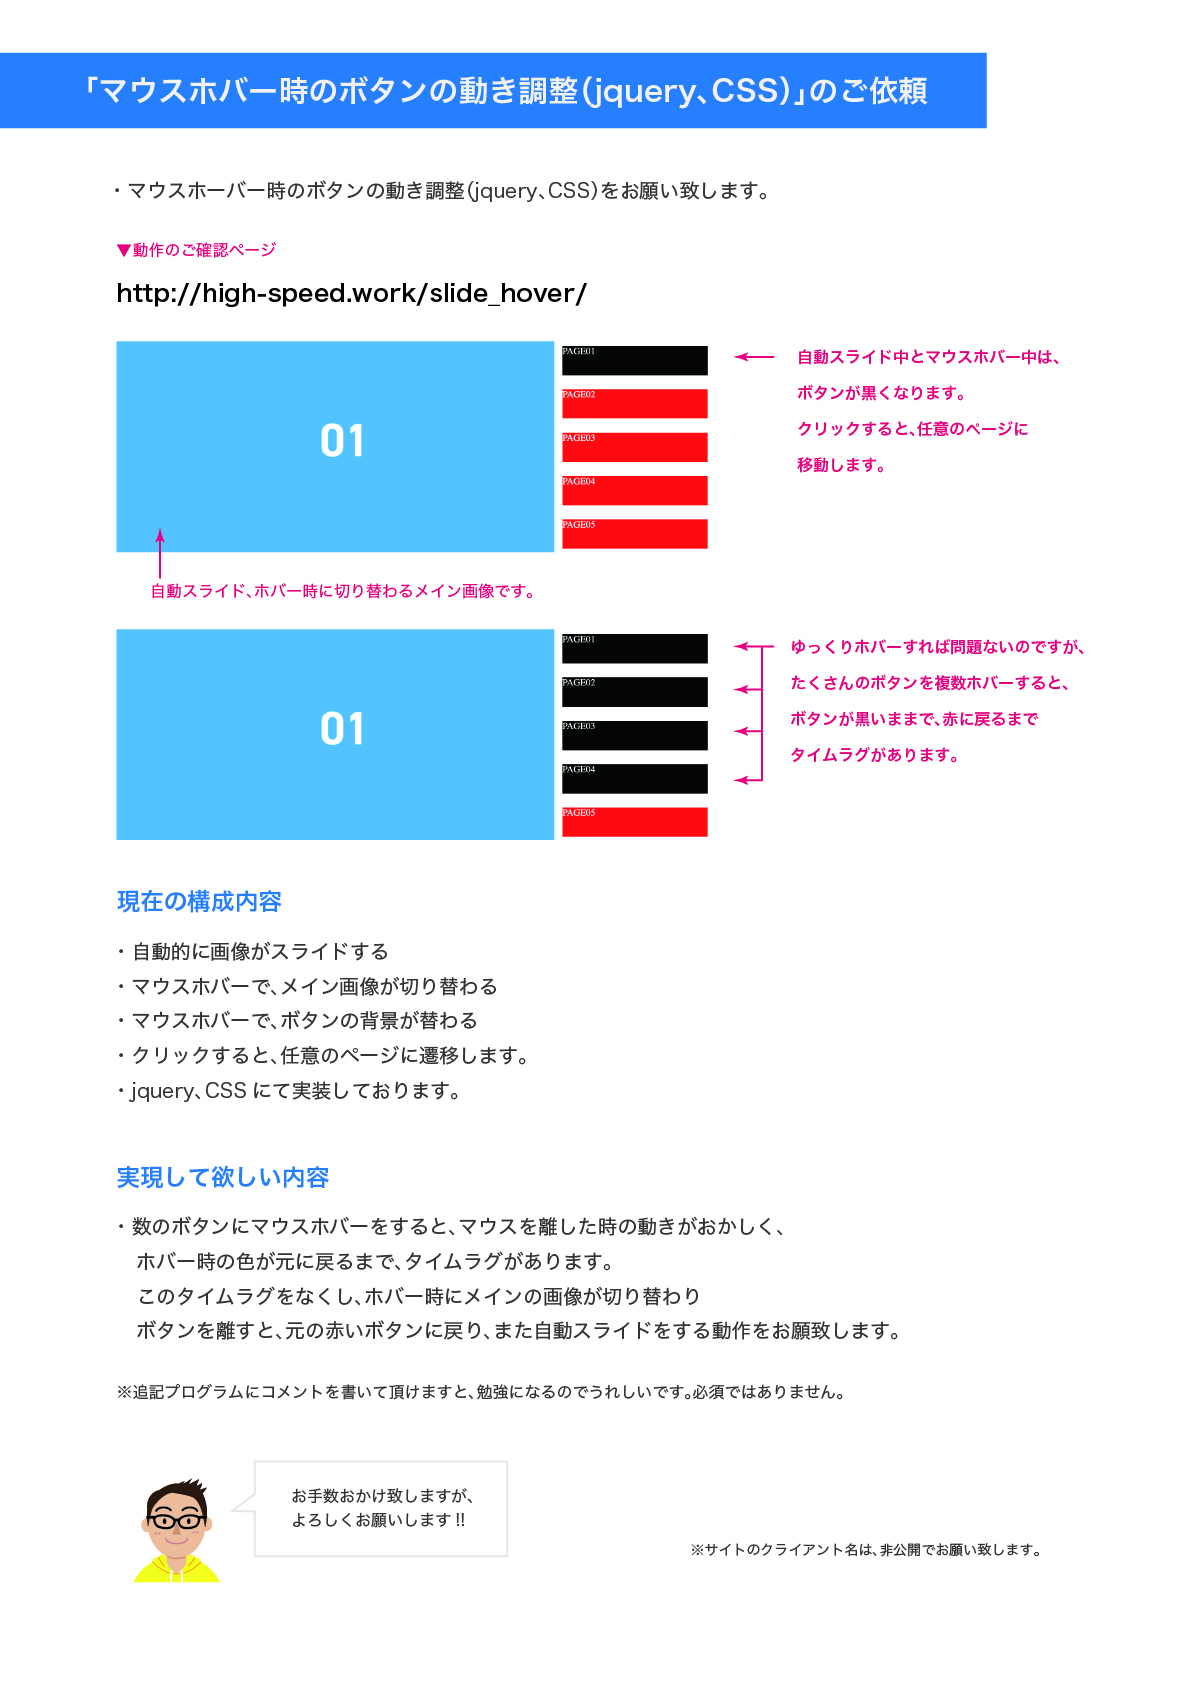 「マウスホバー時のボタンの動き調整(jquery、CSS)」のご依頼
・マウスホーバー時のボタンの動き調整(jquery、CSS)をお願い致します。
▼動作のご確認ページ
http://high-speed.work/slide_hover/
01
PAGE01
PAGE02
PAGE03
PAGE04
PAGE05
自動スライド中とマウスホバー中は、
ボタンが黒くなります。
クリックすると、任意のページに
移動します。
自動スライド、ホバー時に切り替わるメイン画像です。
01
PAGE01
PAGE02
PAGE03
PAGE04
PAGE05
ゆっくりホバーすれば問題ないのですが、
たくさんのボタンを複数ホバーすると、
ボタンが黒いままで、赤に戻るまで
タイムラグがあります。
現在の構成内容
・自動的に画像がスライドする
・マウスホバーで、メイン画像が切り替わる
・マウスホバーで、ボタンの背景が替わる
・クリックすると、任意のページに遷移します。
・jquery、CSS にて実装しております。
実現して欲しい内容
・数のボタンにマウスホバーをすると、マウスを離した時の動きがおかしく、
ホバー時の色が元に戻るまで、タイムラグがあります。
このタイムラグをなくし、ホバー時にメインの画像が切り替わり
ボタンを離すと、元の赤いボタンに戻り、また自動スライドをする動作をお願致します。
※追記プログラムにコメントを書いて頂けますと、勉強になるのでうれしいです。必須ではありません。
お手数おかけ致しますが、
よろしくお願いします!!
※サイトのクライアント名は、非公開でお願い致します。